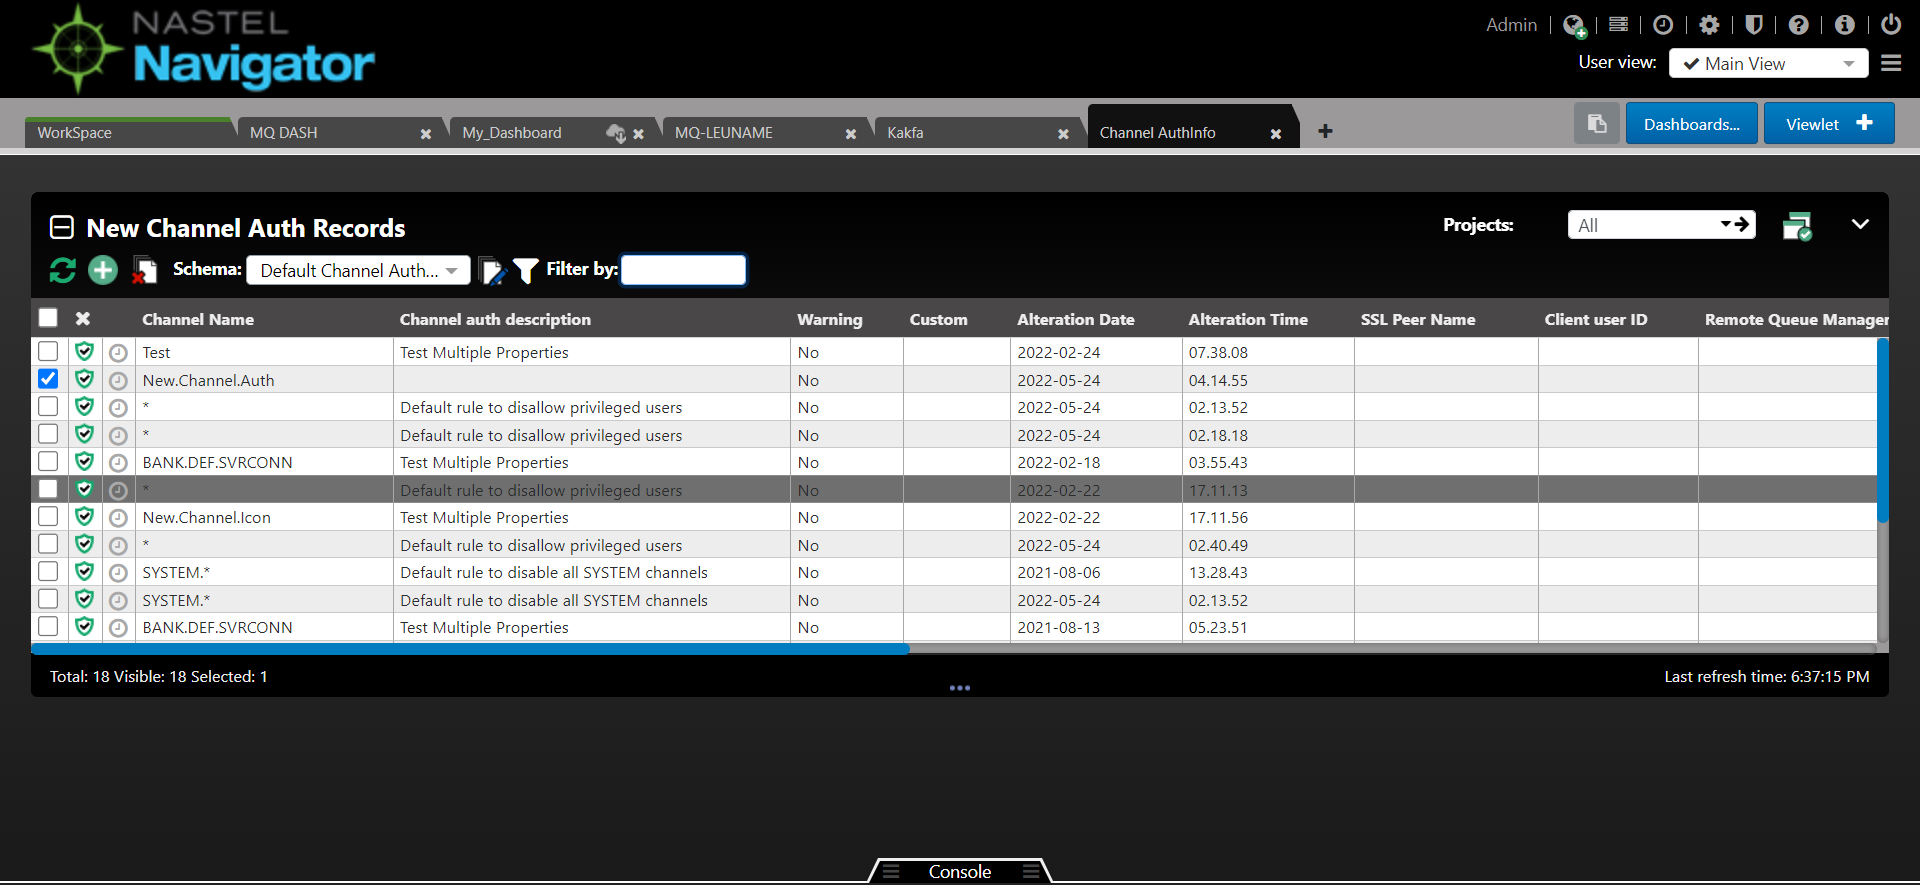 NASTEL
Navigator
Admin
User view: Main View
WorkSpace MQ DASH My_Dashboard MQ-LEUNAME Kakfa Channel AuthInfo Dashboards... Viewlet
New Channel Auth Records Projects: All
Schema: Default Channel Auth... Filter by:
Channel Name Channel auth description Warning Custom Alteration Date Alteration Time SSL Peer Name Client user ID Remote Queue Manager
Test Test Multiple Properties No 2022-02-24 07.38.08
New.Channel.Auth No 2022-05-24 04.14.55
* Default rule to disallow privileged users No 2022-05-24 02.13.52
* Default rule to disallow privileged users No 2022-05-24 02.18.18
BANK.DEF.SVRCONN Test Multiple Properties No 2022-02-18 03.55.43
* Default rule to disallow privileged users No 2022-02-22 17.11.13
New.Channel.Icon Test Multiple Properties No 2022-02-22 17.11.56
* Default rule to disallow privileged users No 2022-05-24 02.40.49
SYSTEM.* Default rule to disable all SYSTEM channels No 2021-08-06 13.28.43
SYSTEM.* Default rule to disable all SYSTEM channels No 2022-05-24 02.13.52
BANK.DEF.SVRCONN Test Multiple Properties No 2021-08-13 05.23.51
Total: 18 Visible: 18 Selected: 1 Last refresh time: 6:37:15 PM
Console